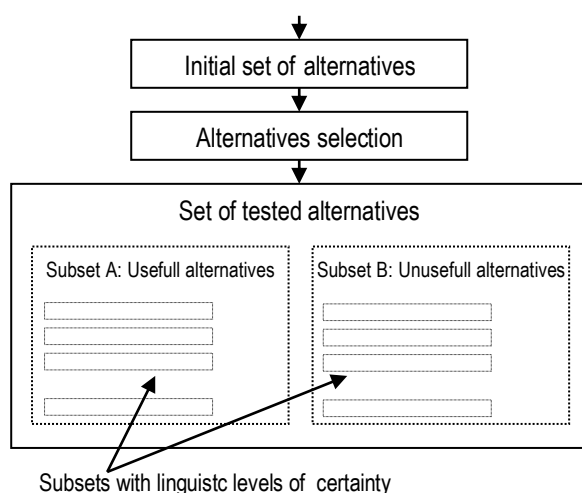 Initial set of alternatives
Alternatives selection
Set of tested alternatives
Subset A: Usefull alternatives
Subset B: Unusefull alternatives
Subsets with linguistc levels of certainty